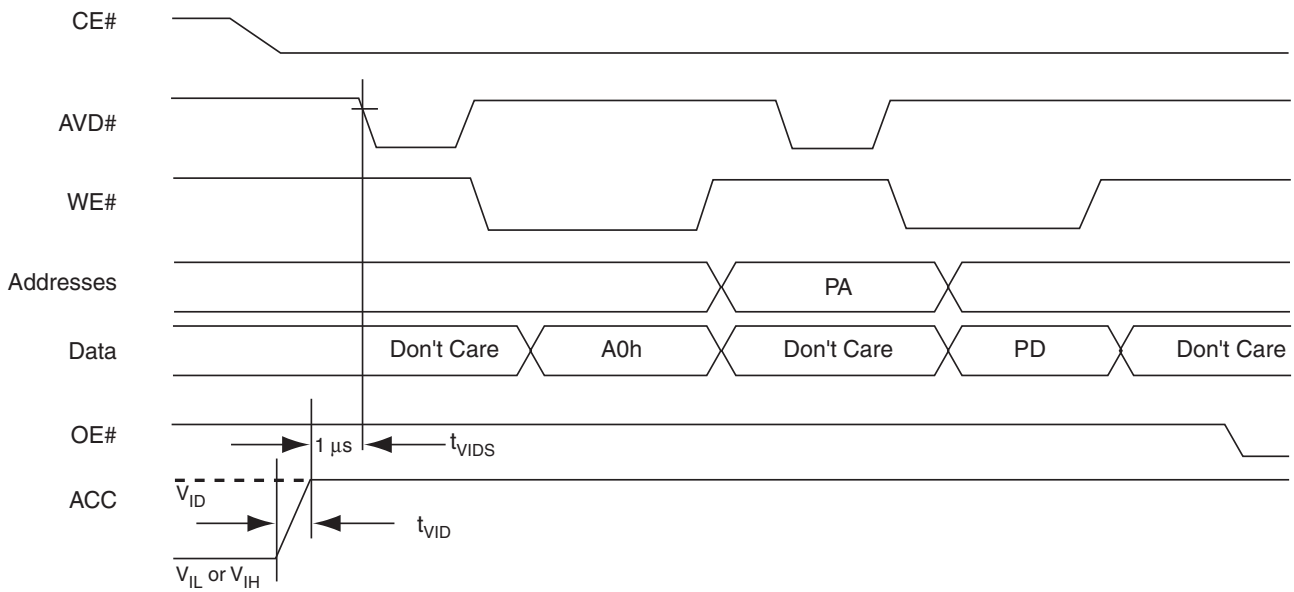 CE#
AVD#
WE#
Addresses
PA
Data
Don't Care
A0h
Don't Care
PD
Don't Care
OE#
1 μs
tVIDS
ACC
VID
tVID
VIL or VIH